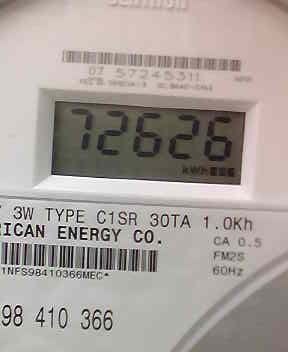 07 57245311
72626
kWh
3W TYPE C1SR 30TA 1.0Kh
RICAN ENERGY CO.
CA 0.5
FM2S
60Hz
1NFS98410366MEC*
98 410 366